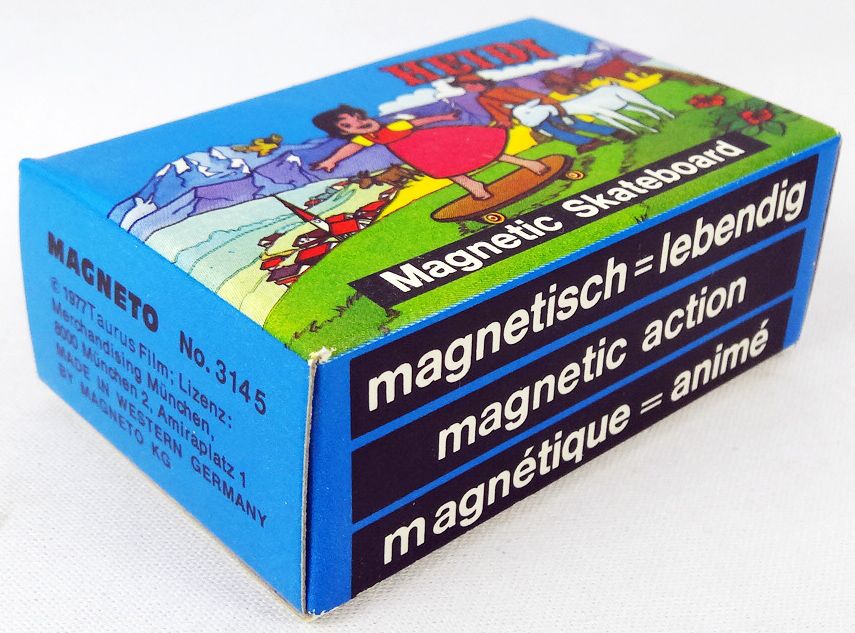 HEIDI
Magnetic Skateboard
magnetisch = lebendig
magnetic action
magnétique = animé
MAGNETO No. 3145
© 1977 Taurus Film; Lizenz:
Merchandising München,
8000 München 2, Amiraplatz 1
MADE IN WESTERN GERMANY
BY MAGNETO KG